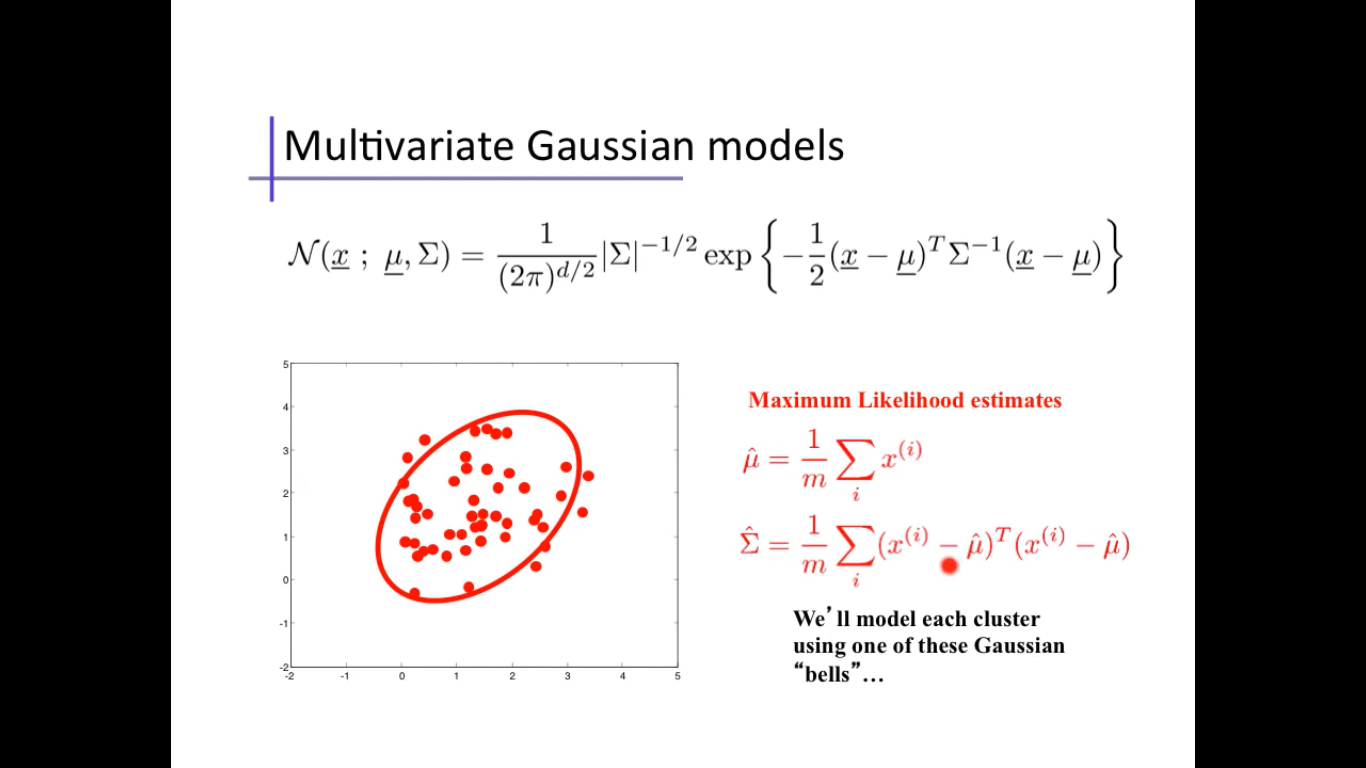 Multivariate Gaussian models
𝒩(x ; μ, Σ) = 1/(2π)^{d/2} |Σ|^{−1/2} exp{ −1/2 (x − μ)^T Σ^{−1} (x − μ) }
5
4
3
2
1
0
-1
-2
-2 -1 0 1 2 3 4 5
Maximum Likelihood estimates
μ̂ = 1/m ∑_i x^{(i)}
Σ̂ = 1/m ∑_i (x^{(i)} − μ̂)^T (x^{(i)} − μ̂)
We’ll model each cluster
using one of these Gaussian
“bells”…